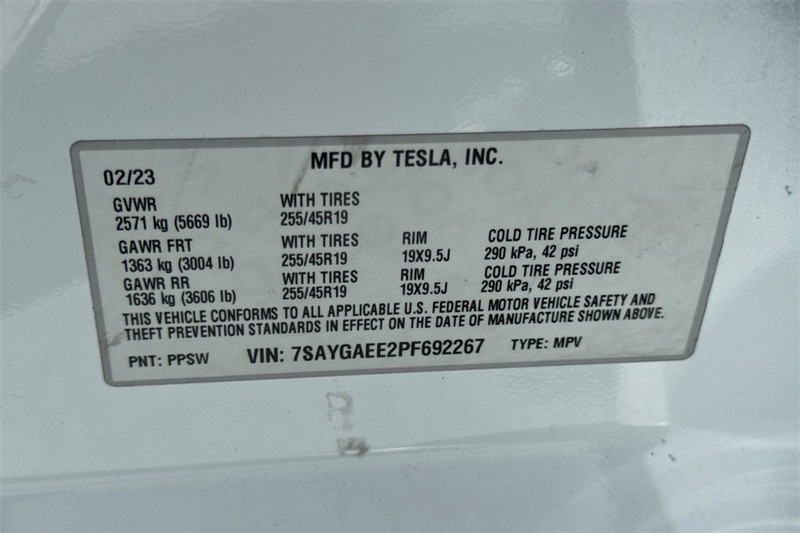 MFD BY TESLA, INC.
02/23
GVWR WITH TIRES
2571 kg (5669 lb) 255/45R19
GAWR FRT WITH TIRES RIM COLD TIRE PRESSURE
1363 kg (3004 lb) 255/45R19 19X9.5J 290 kPa, 42 psi
GAWR RR WITH TIRES RIM COLD TIRE PRESSURE
1636 kg (3606 lb) 255/45R19 19X9.5J 290 kPa, 42 psi
THIS VEHICLE CONFORMS TO ALL APPLICABLE U.S. FEDERAL MOTOR VEHICLE SAFETY AND
THEFT PREVENTION STANDARDS IN EFFECT ON THE DATE OF MANUFACTURE SHOWN ABOVE.
PNT: PPSW VIN: 7SAYGAEE2PF692267 TYPE: MPV